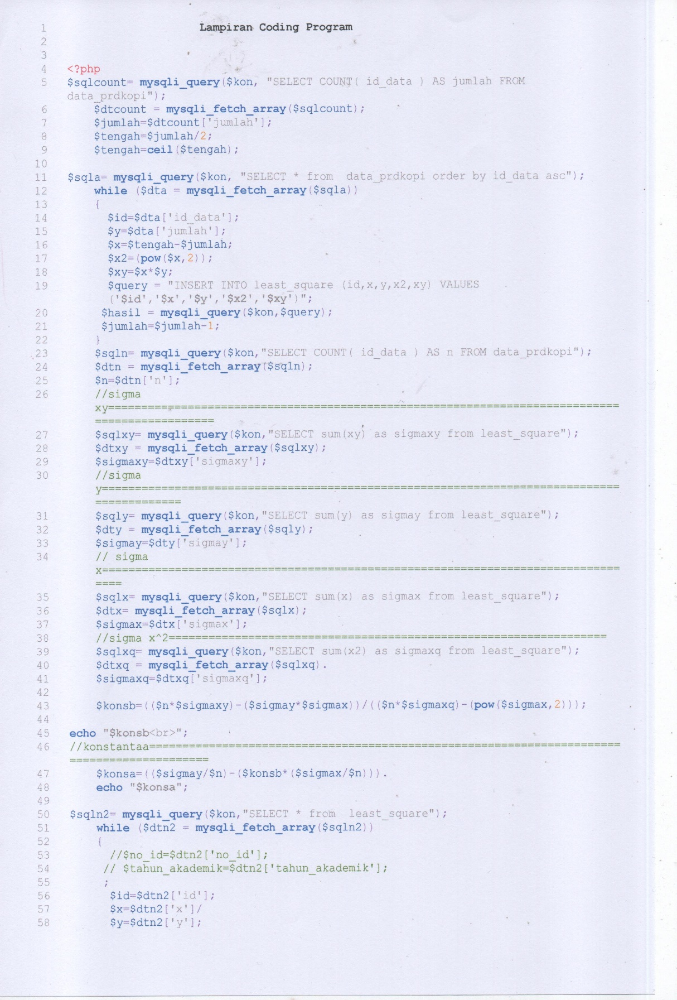 1 Lampiran Coding Program
2
3
4 <?php
5 $sqlcount= mysqli_query($kon, "SELECT COUNT( id_data ) AS jumlah FROM
data_prdkopi");
6 $dtcount = mysqli_fetch_array($sqlcount);
7 $jumlah=$dtcount['jumlah'];
8 $tengah=$jumlah/2;
9 $tengah=ceil($tengah);
10
11 $sqla= mysqli_query($kon, "SELECT * from  data_prdkopi order by id_data asc");
12 while ($dta = mysqli_fetch_array($sqla))
13 {
14 $id=$dta['id_data'];
15 $y=$dta['jumlah'];
16 $x=$tengah-$jumlah;
17 $x2=(pow($x,2));
18 $xy=$x*$y;
19 $query = "INSERT INTO least_square (id,x,y,x2,xy) VALUES
('$id','$x','$y','$x2','$xy')";
20 $hasil = mysqli_query($kon,$query);
21 $jumlah=$jumlah-1;
22 }
23 $sqln= mysqli_query($kon,"SELECT COUNT( id_data ) AS n FROM data_prdkopi");
24 $dtn = mysqli_fetch_array($sqln);
25 $n=$dtn['n'];
26 //sigma
xy=============================================================================
==================
27 $sqlxy= mysqli_query($kon,"SELECT sum(xy) as sigmaxy from least_square");
28 $dtxy = mysqli_fetch_array($sqlxy);
29 $sigmaxy=$dtxy['sigmaxy'];
30 //sigma
y==============================================================================
=============
31 $sqly= mysqli_query($kon,"SELECT sum(y) as sigmay from least_square");
32 $dty = mysqli_fetch_array($sqly);
33 $sigmay=$dty['sigmay'];
34 // sigma
x==============================================================================
====
35 $sqlx= mysqli_query($kon,"SELECT sum(x) as sigmax from least_square");
36 $dtx= mysqli_fetch_array($sqlx);
37 $sigmax=$dtx['sigmax'];
38 //sigma x^2==================================================================
39 $sqlxq= mysqli_query($kon,"SELECT sum(x2) as sigmaxq from least_square");
40 $dtxq = mysqli_fetch_array($sqlxq).
41 $sigmaxq=$dtxq['sigmaxq'];
42
43 $konsb=(($n*$sigmaxy)-($sigmay*$sigmax))/(($n*$sigmaxq)-(pow($sigmax,2)));
44
45 echo "$konsb<br>";
46 //konstantaa=======================================================================
=====================
47 $konsa=(($sigmay/$n)-($konsb*($sigmax/$n))).
48 echo "$konsa";
49
50 $sqln2= mysqli_query($kon,"SELECT * from  least_square");
51 while ($dtn2 = mysqli_fetch_array($sqln2))
52 {
53 //$no_id=$dtn2['no_id'];
54 // $tahun_akademik=$dtn2['tahun_akademik'];
55 ;
56 $id=$dtn2['id'];
57 $x=$dtn2['x']/
58 $y=$dtn2['y'];